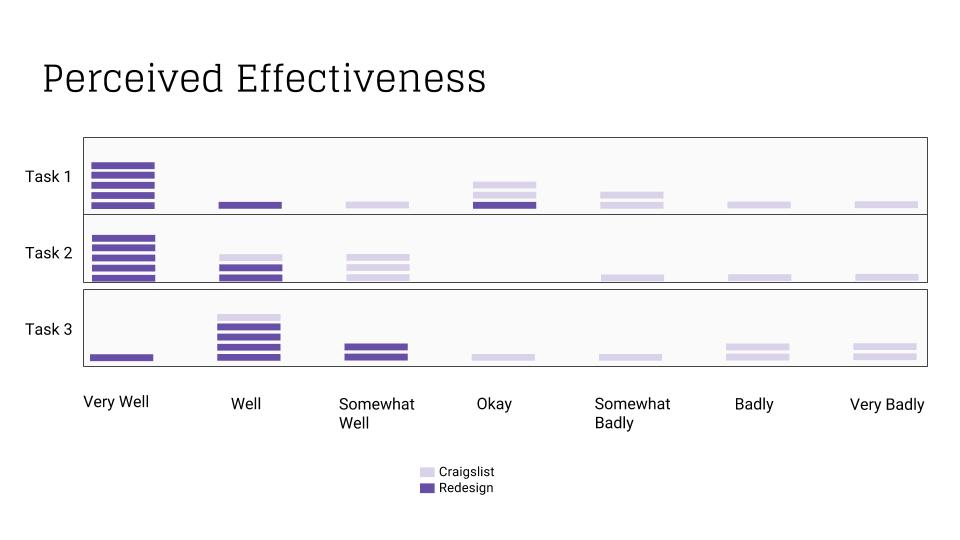 Perceived Effectiveness
Task 1
Task 2
Task 3
Very Well
Well
Somewhat
Well
Okay
Somewhat
Badly
Badly
Very Badly
Craigslist
Redesign